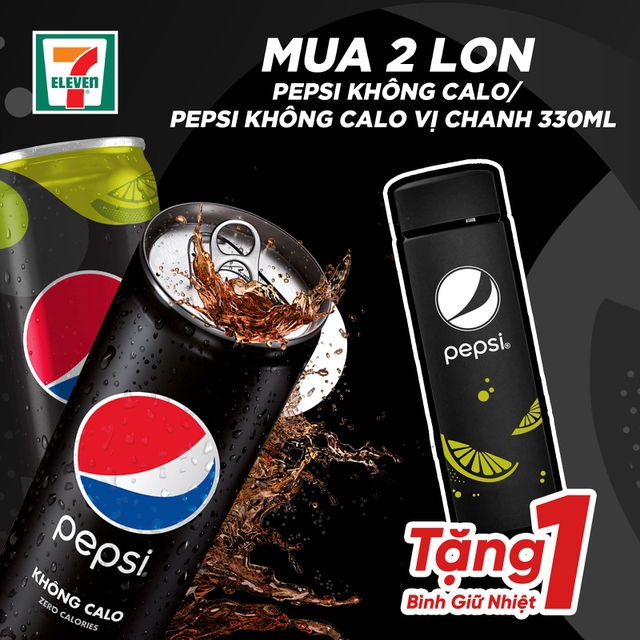 7
ELEVEN®
MUA 2 LON
PEPSI KHÔNG CALO/
PEPSI KHÔNG CALO VỊ CHANH 330ML
pepsi®
pepsi
KHÔNG CALO
ZERO CALORIES
Tặng 1
Bình Giữ Nhiệt